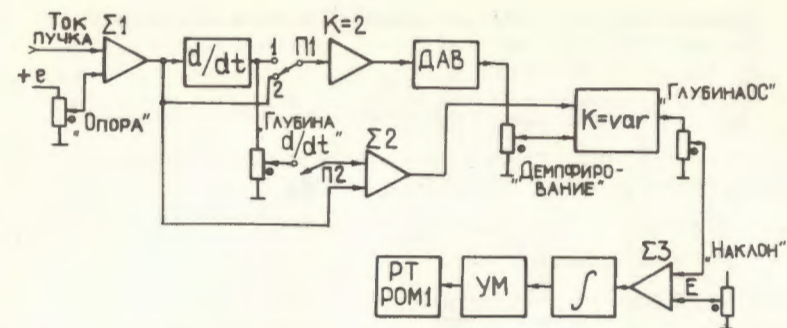 Ток пучка
Σ1
+e
„Опора"
d/dt
1
2
П1
K=2
ДАВ
„Глубина d/dt"
П2
Σ2
K=var
„ГлубинаОС"
„Демпфиро-
вание"
„Наклон"
Σ3
E
∫
УМ
РТ
РОМ1